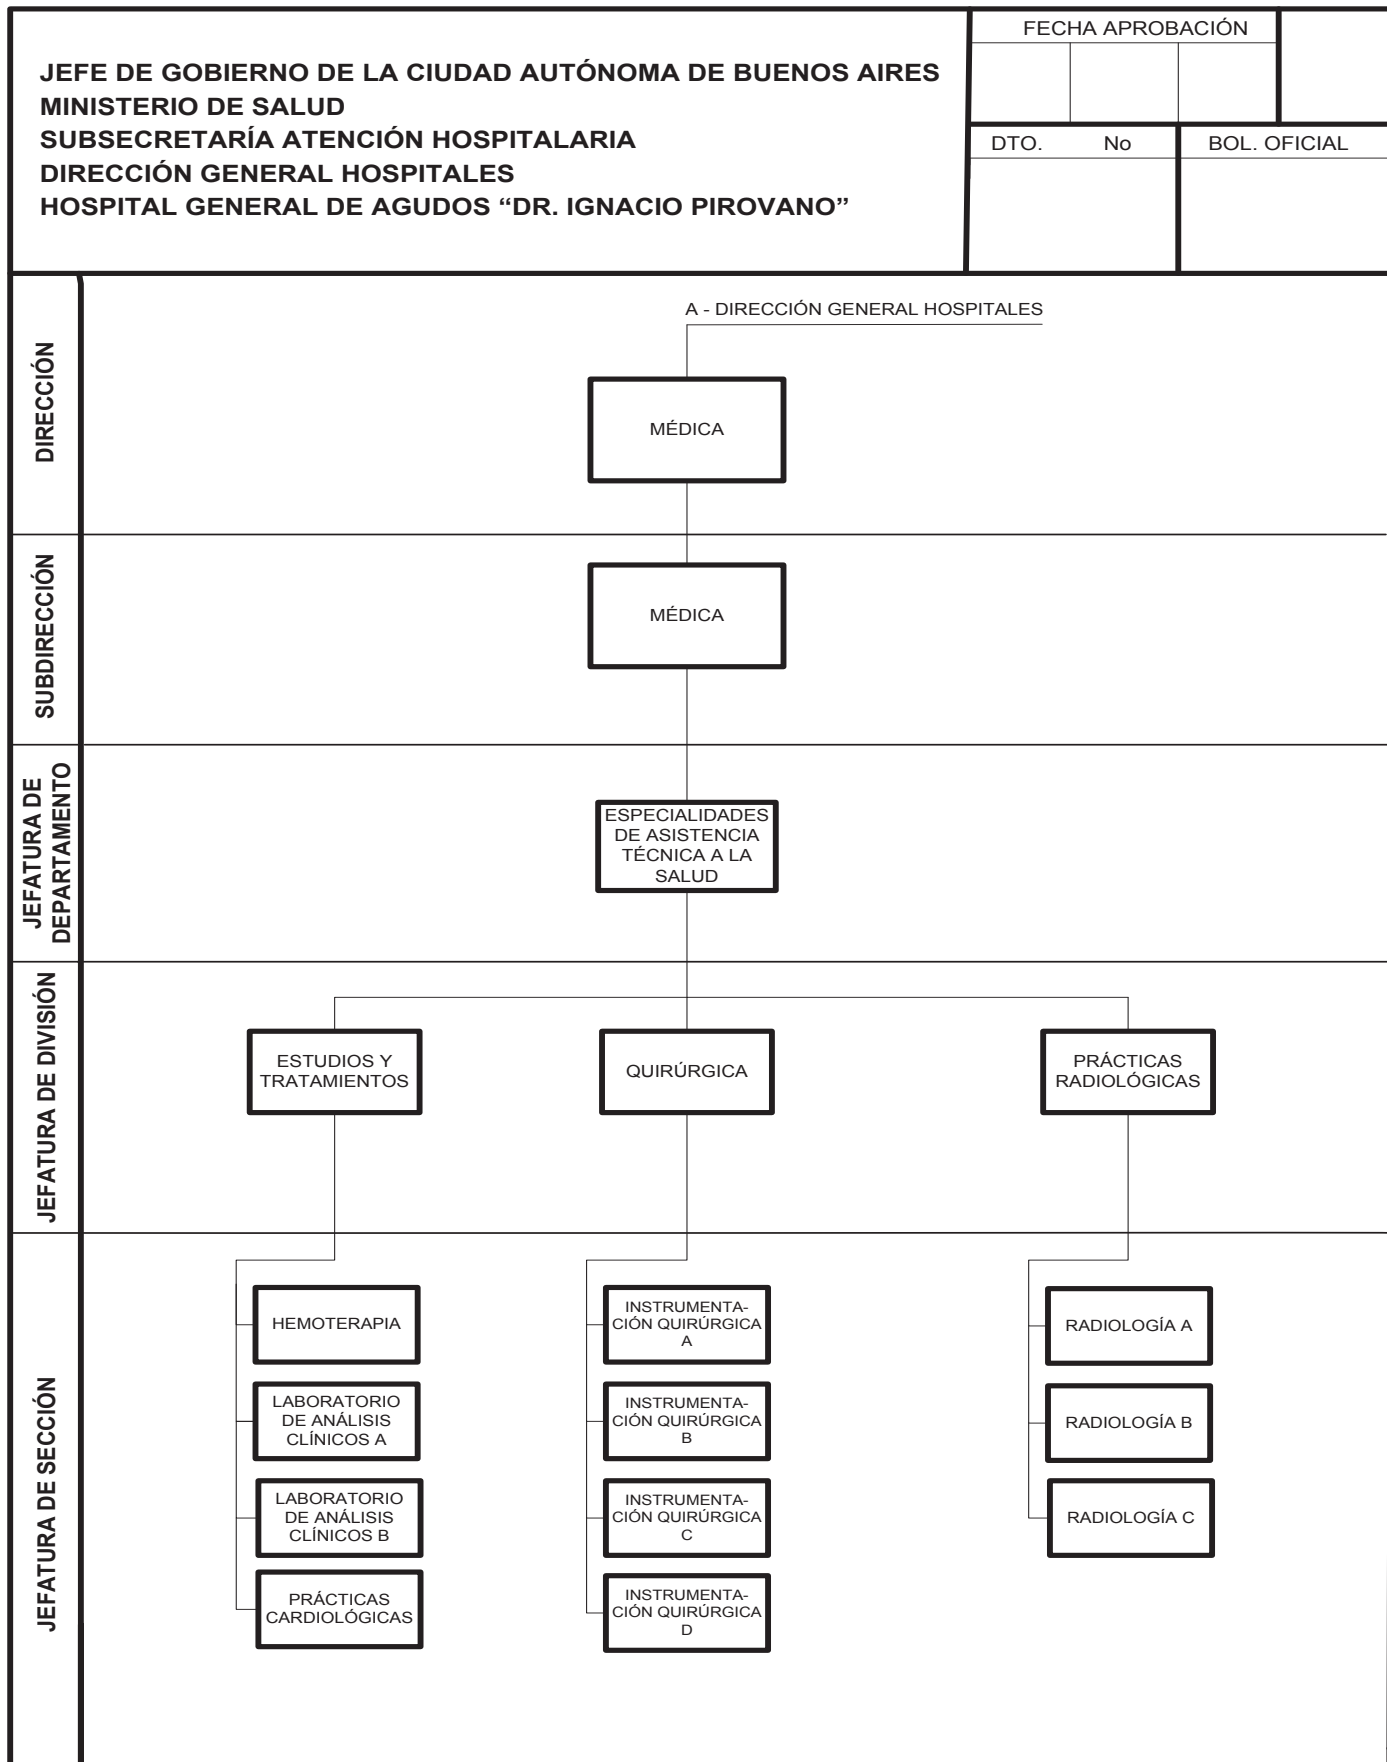 JEFE DE GOBIERNO DE LA CIUDAD AUTÓNOMA DE BUENOS AIRES
MINISTERIO DE SALUD
SUBSECRETARÍA ATENCIÓN HOSPITALARIA
DIRECCIÓN GENERAL HOSPITALES
HOSPITAL GENERAL DE AGUDOS “DR. IGNACIO PIROVANO”
FECHA APROBACIÓN
DTO. No
BOL. OFICIAL
DIRECCIÓN
A - DIRECCIÓN GENERAL HOSPITALES
MÉDICA
SUBDIRECCIÓN
MÉDICA
JEFATURA DE
DEPARTAMENTO
ESPECIALIDADES
DE ASISTENCIA
TÉCNICA A LA
SALUD
JEFATURA DE DIVISIÓN
ESTUDIOS Y
TRATAMIENTOS
QUIRÚRGICA
PRÁCTICAS
RADIOLÓGICAS
JEFATURA DE SECCIÓN
HEMOTERAPIA
LABORATORIO
DE ANÁLISIS
CLÍNICOS A
LABORATORIO
DE ANÁLISIS
CLÍNICOS B
PRÁCTICAS
CARDIOLÓGICAS
INSTRUMENTA-
CIÓN QUIRÚRGICA
A
INSTRUMENTA-
CIÓN QUIRÚRGICA
B
INSTRUMENTA-
CIÓN QUIRÚRGICA
C
INSTRUMENTA-
CIÓN QUIRÚRGICA
D
RADIOLOGÍA A
RADIOLOGÍA B
RADIOLOGÍA C